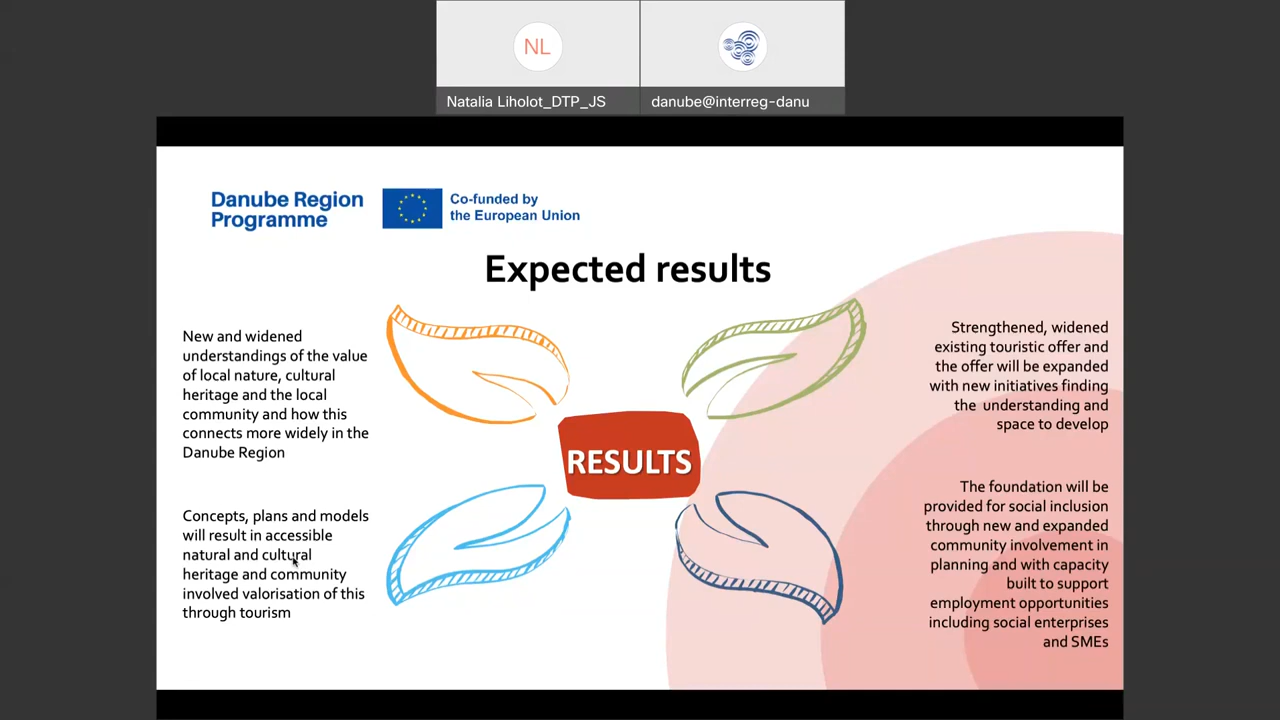 NL
Natalia Liholot_DTP_JS
danube@interreg-danu
Danube Region
Programme
Co-funded by
the European Union
Expected results
New and widened
understandings of the value
of local nature, cultural
heritage and the local
community and how this
connects more widely in the
Danube Region
Concepts, plans and models
will result in accessible
natural and cultural
heritage and community
involved valorisation of this
through tourism
RESULTS
Strengthened, widened
existing touristic offer and
the offer will be expanded
with new initiatives finding
the understanding and
space to develop
The foundation will be
provided for social inclusion
through new and expanded
community involvement in
planning and with capacity
built to support
employment opportunities
including social enterprises
and SMEs